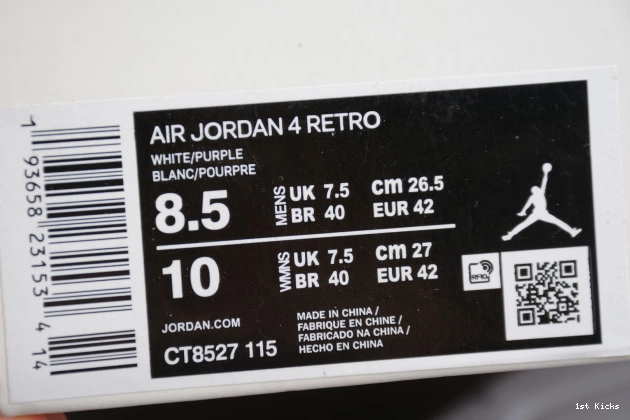 AIR JORDAN 4 RETRO
WHITE/PURPLE
BLANC/POURPRE
8.5 MENS UK 7.5 cm 26.5
BR 40 EUR 42
10 WMNS UK 7.5 cm 27
BR 40 EUR 42
JORDAN.COM
CT8527 115
MADE IN CHINA /
FABRIQUE EN CHINE /
FABRICADO NA CHINA /
HECHO EN CHINA
1 93658 23153 4 14
1st Kicks